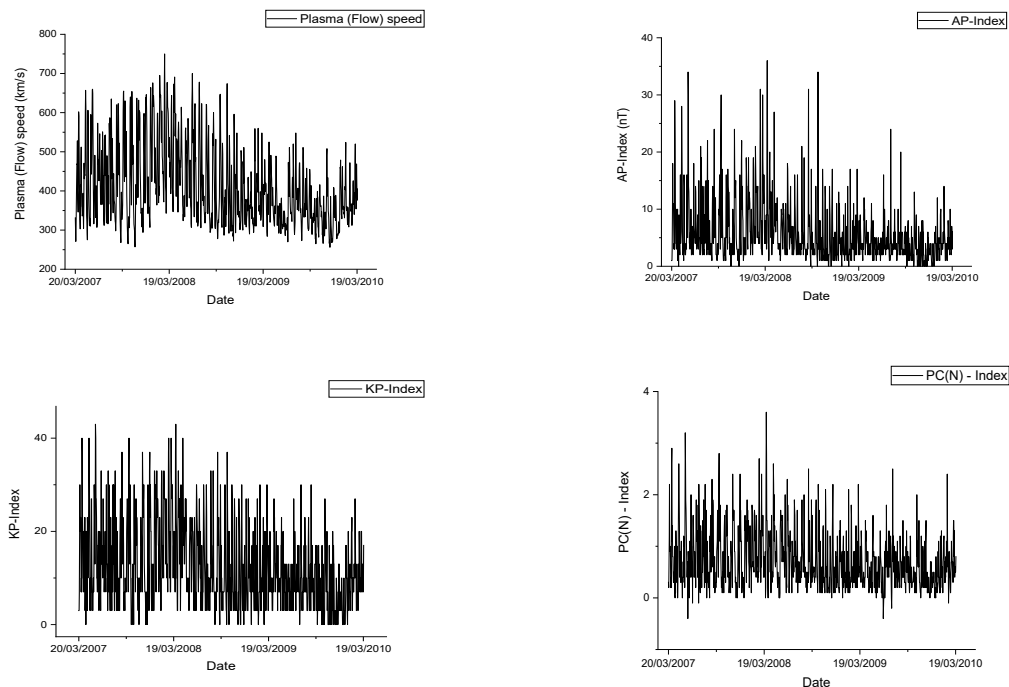 Plasma (Flow) speed
800
700
600
500
400
300
200
Plasma (Flow) speed (km/s)
20/03/2007 19/03/2008 19/03/2009 19/03/2010
Date
AP-Index
40
30
20
10
0
AP-Index (nT)
20/03/2007 19/03/2008 19/03/2009 19/03/2010
Date
KP-Index
40
20
0
KP-Index
20/03/2007 19/03/2008 19/03/2009 19/03/2010
Date
PC(N) - Index
4
2
0
PC(N) - Index
20/03/2007 19/03/2008 19/03/2009 19/03/2010
Date